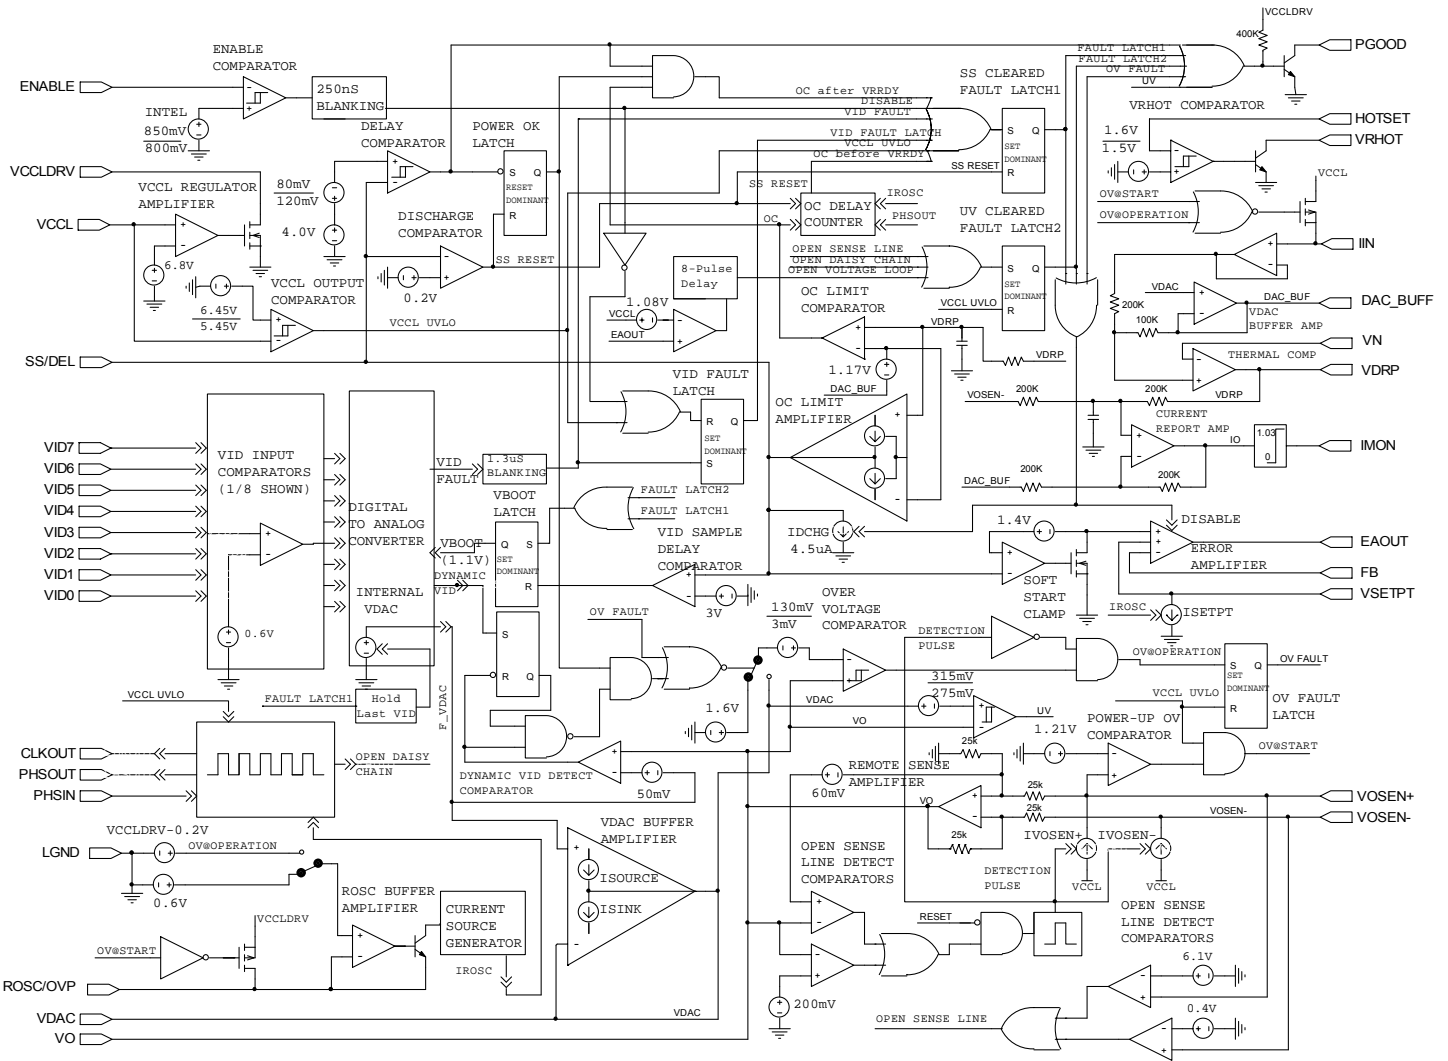 VCCLDRV
400K
PGOOD
FAULT LATCH1
FAULT LATCH2
OV FAULT
UV
ENABLE
COMPARATOR
ENABLE
250nS
BLANKING
INTEL
850mV
800mV
DELAY
COMPARATOR
POWER OK
LATCH
S Q
RESET
DOMINANT
R
OC after VRRDY
DISABLE
VID FAULT
VID FAULT LATCH
VCCL UVLO
OC before VRRDY
SS CLEARED
FAULT LATCH1
S Q
SET
DOMINANT
R
SS RESET
VRHOT COMPARATOR
1.6V
1.5V
HOTSET
VRHOT
VCCLDRV
VCCL REGULATOR
AMPLIFIER
80mV
120mV
4.0V
VCCL
6.8V
DISCHARGE
COMPARATOR
0.2V
SS RESET
SS RESET
OC
OC DELAY
COUNTER
IROSC
PHSOUT
UV CLEARED
FAULT LATCH2
OPEN SENSE LINE
OPEN DAISY CHAIN
OPEN VOLTAGE LOOP
S Q
SET
DOMINANT
R
VCCL UVLO
OV@START
OV@OPERATION
VCCL
IIN
VCCL OUTPUT
COMPARATOR
6.45V
5.45V
VCCL UVLO
8-Pulse
Delay
1.08V
VCCL
EAOUT
OC LIMIT
COMPARATOR
VDRP
VDRP
1.17V
DAC_BUF
VDAC
200K
100K
DAC_BUF
VDAC
BUFFER AMP
DAC_BUFF
VN
THERMAL COMP
VDRP
SS/DEL
VID FAULT
LATCH
R Q
SET
DOMINANT
S
OC LIMIT
AMPLIFIER
VOSEN-
200K
200K
VDRP
CURRENT
REPORT AMP
IO
1.03
0
IMON
DAC_BUF
200K
200K
VID7
VID6
VID5
VID4
VID3
VID2
VID1
VID0
VID INPUT
COMPARATORS
(1/8 SHOWN)
0.6V
DIGITAL
TO ANALOG
CONVERTER
INTERNAL
VDAC
VID
FAULT
1.3uS
BLANKING
VBOOT
LATCH
FAULT LATCH2
FAULT LATCH1
Q S
SET
DOMINANT
R
VBOOT
(1.1V)
DYNAMIC
VID
VID SAMPLE
DELAY
COMPARATOR
3V
IDCHG
4.5uA
1.4V
SOFT
START
CLAMP
DISABLE
ERROR
AMPLIFIER
EAOUT
FB
VSETPT
IROSC
ISETPT
S
R Q
OV FAULT
130mV
3mV
OVER
VOLTAGE
COMPARATOR
DETECTION
PULSE
OV@OPERATION
S Q
SET
DOMINANT
R
OV FAULT
OV FAULT
LATCH
VCCL UVLO
VCCL UVLO
FAULT LATCH1
Hold
Last VID
F_VDAC
1.6V
VDAC
315mV
275mV
VO
UV
1.21V
POWER-UP OV
COMPARATOR
OV@START
CLKOUT
PHSOUT
PHSIN
OPEN DAISY
CHAIN
DYNAMIC VID DETECT
COMPARATOR
50mV
60mV
REMOTE SENSE
AMPLIFIER
25k
VO
25k
25k
25k
VOSEN-
VOSEN+
VOSEN-
VCCLDRV-0.2V
LGND
OV@OPERATION
0.6V
VDAC BUFFER
AMPLIFIER
ISOURCE
ISINK
OPEN SENSE
LINE DETECT
COMPARATORS
DETECTION
PULSE
IVOSEN+
IVOSEN-
VCCL
VCCL
OPEN SENSE
LINE DETECT
COMPARATORS
ROSC BUFFER
AMPLIFIER
VCCLDRV
CURRENT
SOURCE
GENERATOR
IROSC
OV@START
RESET
200mV
6.1V
0.4V
OPEN SENSE LINE
ROSC/OVP
VDAC
VDAC
VO